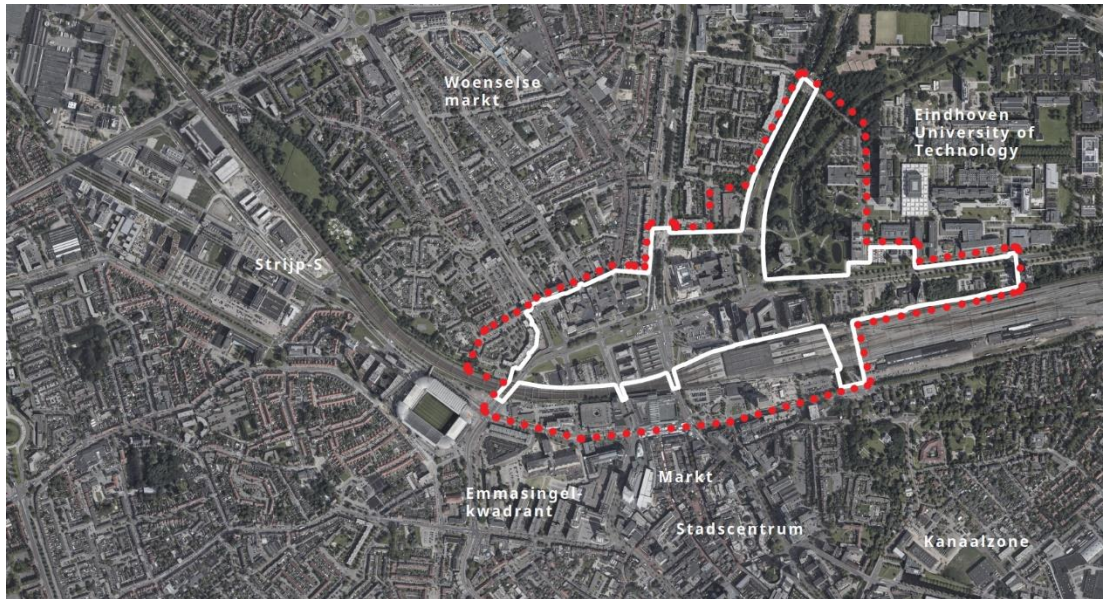 Woenselse
markt
Eindhoven
University of
Technology
Strijp-S
Emmasingel-
kwadrant
Markt
Stadscentrum
Kanaalzone